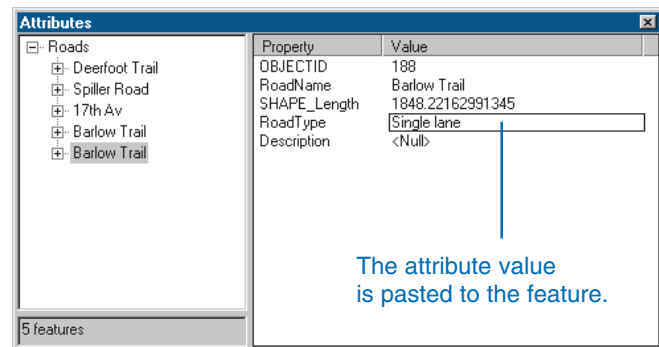 Attributes
Roads
Deerfoot Trail
Spiller Road
17th Av
Barlow Trail
Barlow Trail
5 features
Property Value
OBJECTID 188
RoadName Barlow Trail
SHAPE_Length 1848.22162991345
RoadType Single lane
Description <Null>
The attribute value
is pasted to the feature.